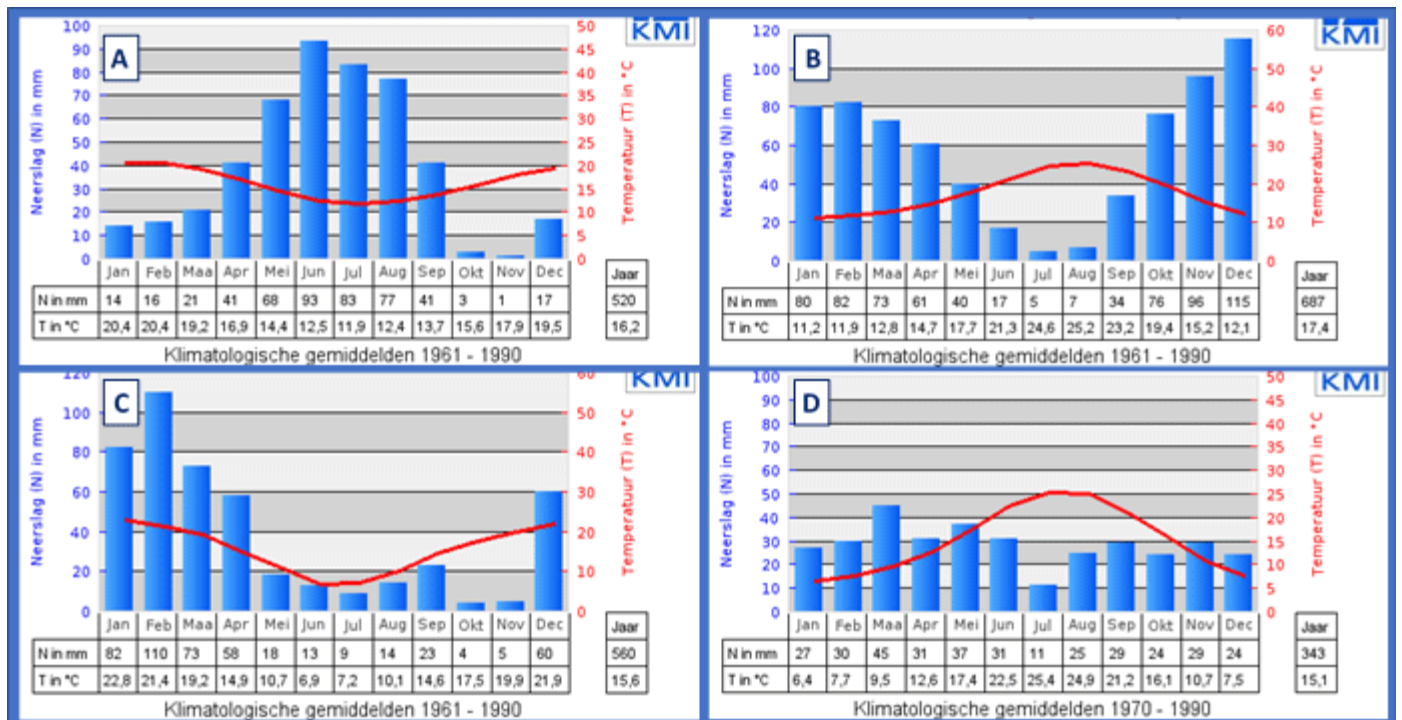 A
KMI
Neerslag (N) in mm
Temperatuur (T) in °C
100 90 80 70 60 50 40 30 20 10 0
50 45 40 35 30 25 20 15 10 5 0
Jan Feb Maa Apr Mei Jun Jul Aug Sep Okt Nov Dec Jaar
N in mm 14 16 21 41 68 93 83 77 41 3 1 17 520
T in °C 20,4 20,4 19,2 16,9 14,4 12,5 11,9 12,4 13,7 15,6 17,9 19,5 16,2
Klimatologische gemiddelden 1961 - 1990
B
KMI
Neerslag (N) in mm
Temperatuur (T) in °C
120 100 80 60 40 20 0
60 50 40 30 20 10 0
Jan Feb Maa Apr Mei Jun Jul Aug Sep Okt Nov Dec Jaar
N in mm 80 82 73 61 40 17 5 7 34 76 96 115 687
T in °C 11,2 11,9 12,8 14,7 17,7 21,3 24,6 25,2 23,2 19,4 15,2 12,1 17,4
Klimatologische gemiddelden 1961 - 1990
C
KMI
Neerslag (N) in mm
Temperatuur (T) in °C
120 100 80 60 40 20 0
60 50 40 30 20 10 0
Jan Feb Maa Apr Mei Jun Jul Aug Sep Okt Nov Dec Jaar
N in mm 82 110 73 58 18 13 9 14 23 4 5 60 560
T in °C 22,8 21,4 19,2 14,9 10,7 6,9 7,2 10,1 14,6 17,5 19,9 21,9 15,6
Klimatologische gemiddelden 1961 - 1990
D
KMI
Neerslag (N) in mm
Temperatuur (T) in °C
100 90 80 70 60 50 40 30 20 10 0
50 45 40 35 30 25 20 15 10 5 0
Jan Feb Maa Apr Mei Jun Jul Aug Sep Okt Nov Dec Jaar
N in mm 27 30 45 31 37 31 11 25 29 24 29 24 343
T in °C 6,4 7,7 9,5 12,6 17,4 22,5 25,4 24,9 21,2 16,1 10,7 7,5 15,1
Klimatologische gemiddelden 1970 - 1990